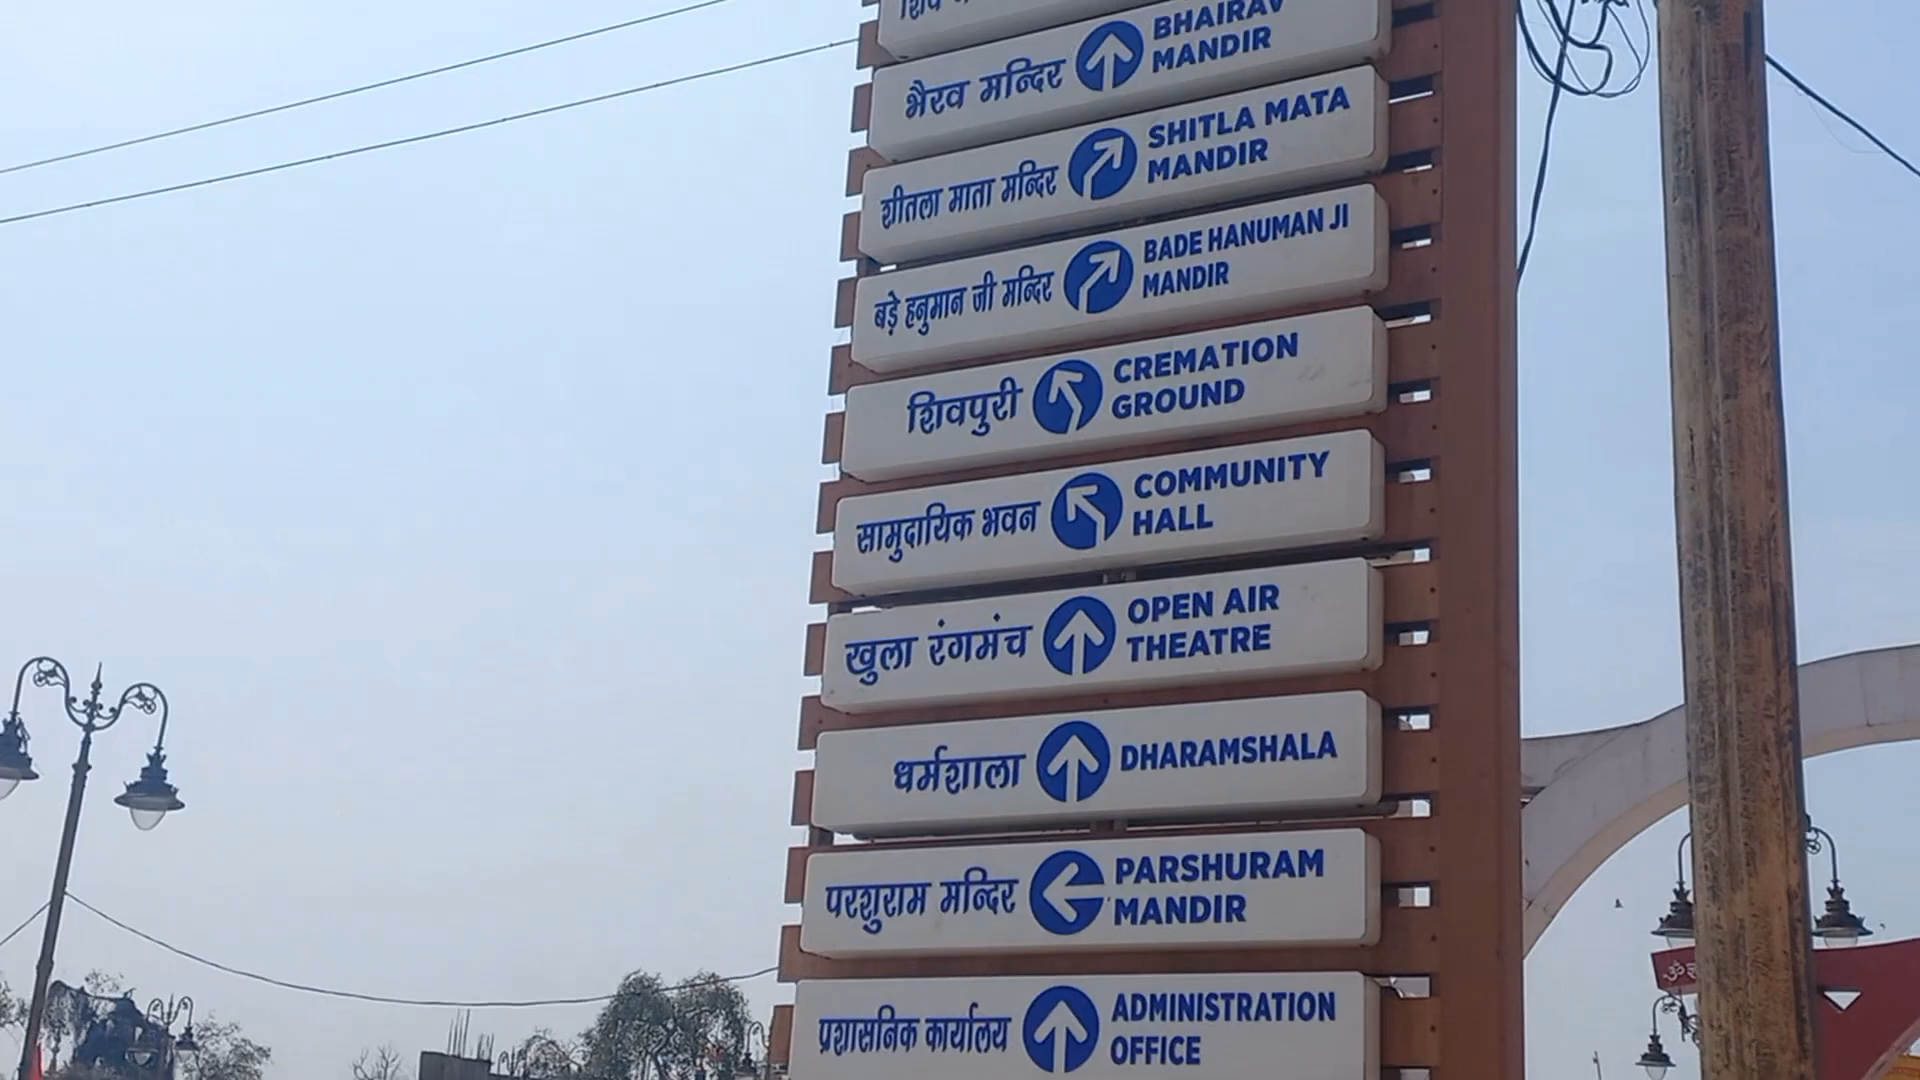 शिव
भैरव मन्दिर
BHAIRAV
MANDIR
शीतला माता मन्दिर
SHITLA MATA
MANDIR
बड़े हनुमान जी मन्दिर
BADE HANUMAN JI
MANDIR
शिवपुरी
CREMATION
GROUND
सामुदायिक भवन
COMMUNITY
HALL
खुला रंगमंच
OPEN AIR
THEATRE
धर्मशाला
DHARAMSHALA
परशुराम मन्दिर
PARSHURAM
MANDIR
प्रशासनिक कार्यालय
ADMINISTRATION
OFFICE
ॐ